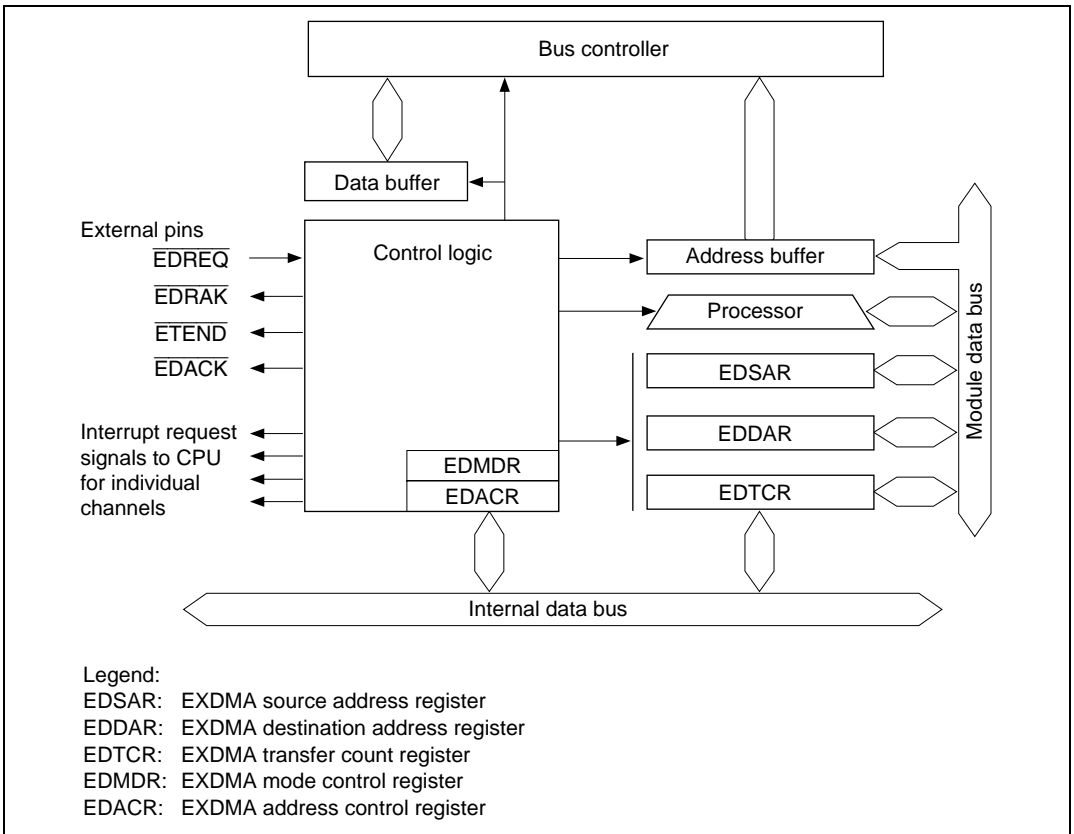 Bus controller
Data buffer
External pins
EDREQ
EDRAK
ETEND
EDACK
Interrupt request
signals to CPU
for individual
channels
Control logic
EDMDR
EDACR
Address buffer
Processor
EDSAR
EDDAR
EDTCR
Module data bus
Internal data bus
Legend:
EDSAR: EXDMA source address register
EDDAR: EXDMA destination address register
EDTCR: EXDMA transfer count register
EDMDR: EXDMA mode control register
EDACR: EXDMA address control register